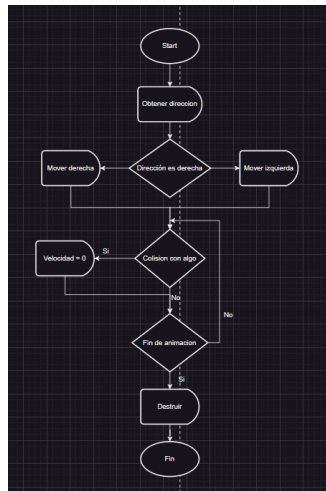 Start
Obtener direccion
Mover derecha
Dirección es derecha
Mover izquierda
Si
Colision con algo
Velocidad = 0
No
No
Fin de animacion
Si
Destruir
Fin